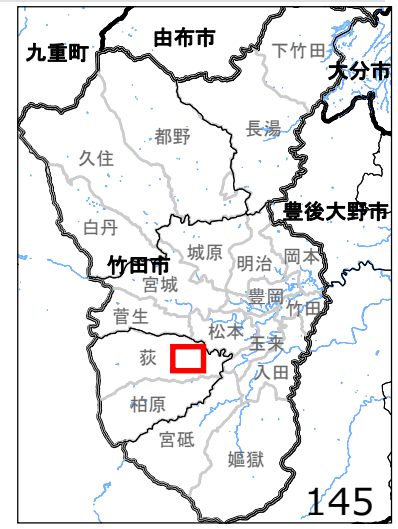 九重町
由布市
下竹田
大分市
都野
長湯
久住
白丹
豊後大野市
城原
明治
岡本
竹田市
宮城
豊岡
竹田
菅生
松本
玉来
荻
入田
柏原
宮砥
嫗獄
145